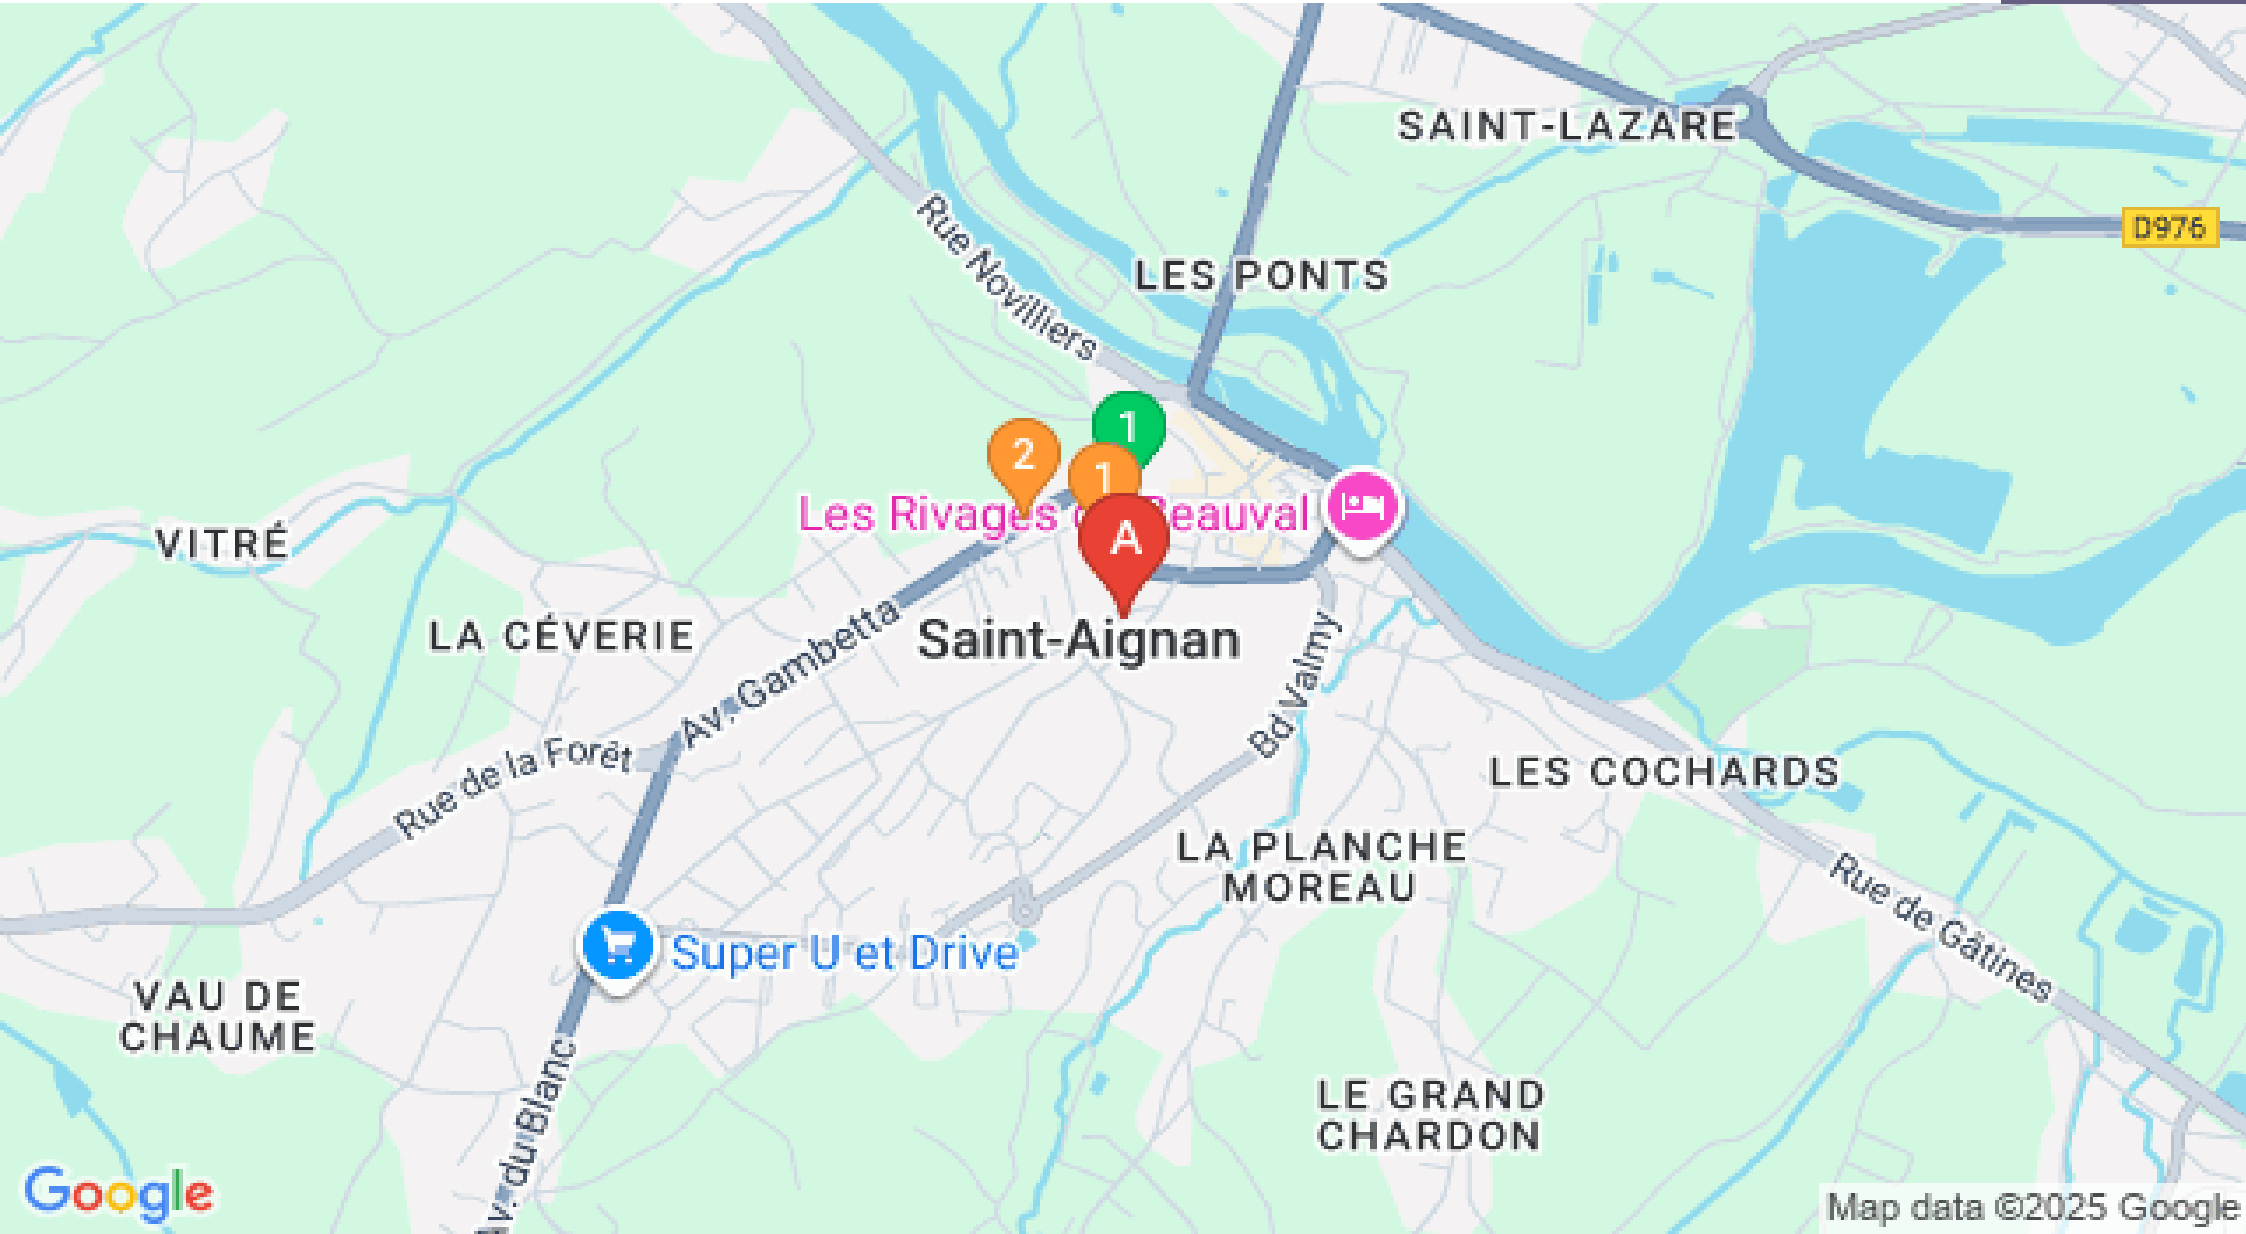 SAINT-LAZARE
D976
Rue Novilliers
LES PONTS
1
2
1
Les Rivages d Beauval
A
VITRÉ
LA CÉVERIE
Saint-Aignan
Av. Gambetta
Bd Valmy
Rue de la Forêt
LES COCHARDS
LA PLANCHE
MOREAU
Rue de Gâtines
Super U et Drive
VAU DE
CHAUME
Av. du Blanc
LE GRAND
CHARDON
Google
Map data ©2025 Google